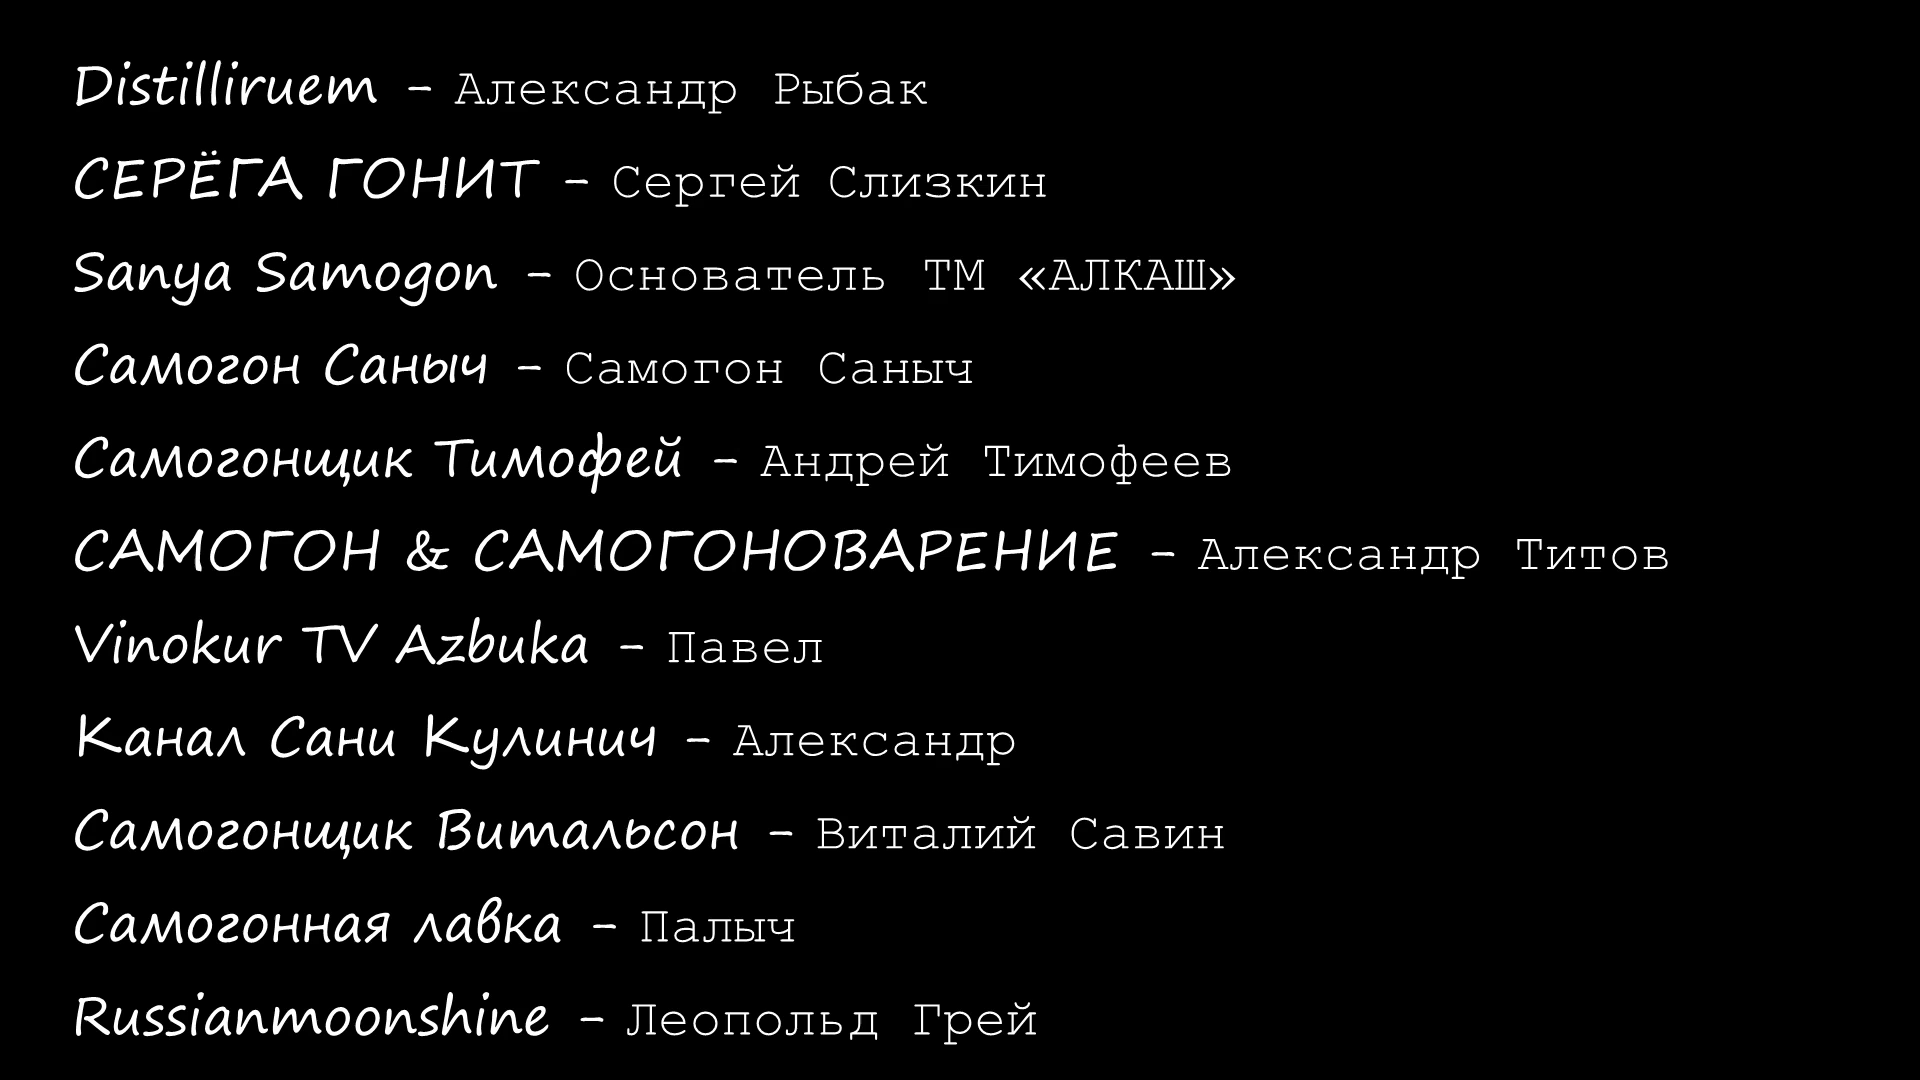 Distilliruem - Александр Рыбак
СЕРЁГА ГОНИТ - Сергей Слизкин
Sanya Samogon - Основатель ТМ «АЛКАШ»
Самогон Саныч - Самогон Саныч
Самогонщик Тимофей - Андрей Тимофеев
САМОГОН & САМОГОНОВАРЕНИЕ - Александр Титов
Vinokur TV Azbuka - Павел
Канал Сани Кулинич - Александр
Самогонщик Витальсон - Виталий Савин
Самогонная лавка - Палыч
Russianmoonshine - Леопольд Грей